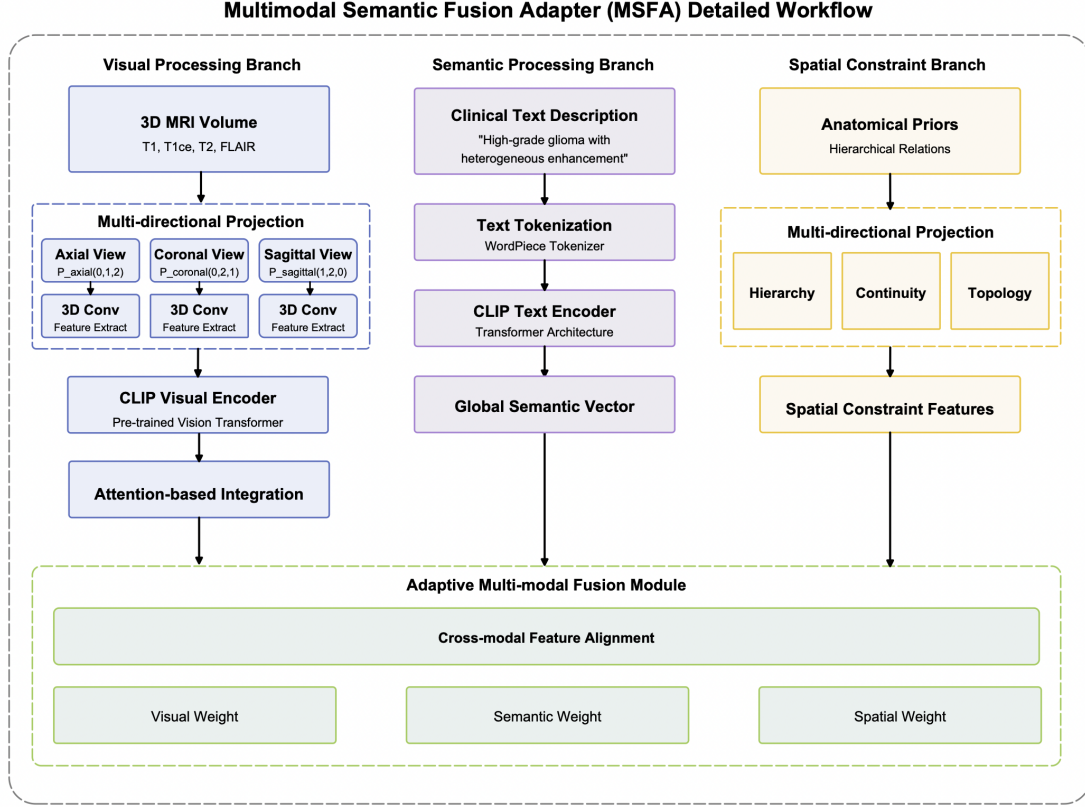 Multimodal Semantic Fusion Adapter (MSFA) Detailed Workflow
Visual Processing Branch
3D MRI Volume
T1, T1ce, T2, FLAIR
Multi-directional Projection
Axial View
P_axial(0,1,2)
Coronal View
P_coronal(0,2,1)
Sagittal View
P_sagittal(1,2,0)
3D Conv
Feature Extract
3D Conv
Feature Extract
3D Conv
Feature Extract
CLIP Visual Encoder
Pre-trained Vision Transformer
Attention-based Integration
Semantic Processing Branch
Clinical Text Description
"High-grade glioma with
heterogeneous enhancement"
Text Tokenization
WordPiece Tokenizer
CLIP Text Encoder
Transformer Architecture
Global Semantic Vector
Spatial Constraint Branch
Anatomical Priors
Hierarchical Relations
Multi-directional Projection
Hierarchy
Continuity
Topology
Spatial Constraint Features
Adaptive Multi-modal Fusion Module
Cross-modal Feature Alignment
Visual Weight
Semantic Weight
Spatial Weight